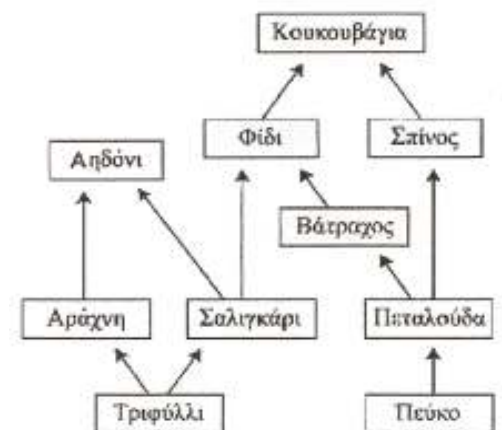 Κουκουβάγια
Φίδι
Σπίνος
Αηδόνι
Βάτραχος
Αράχνη
Σαλιγκάρι
Πεταλούδα
Τριφύλλι
Πεύκο